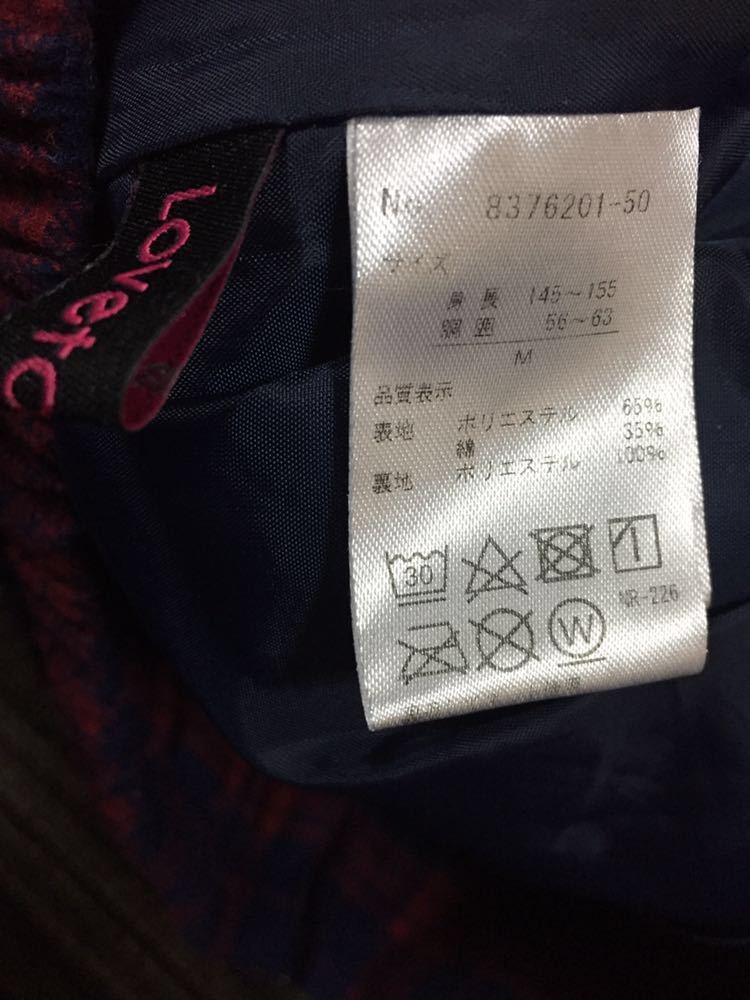 Lovet
No 8376201-50
サイズ
身長 145～155
胴囲 56～63
M
品質表示
表地 ポリエステル 65%
綿 35%
裏地 ポリエステル 100%
30
1
W
NR-226